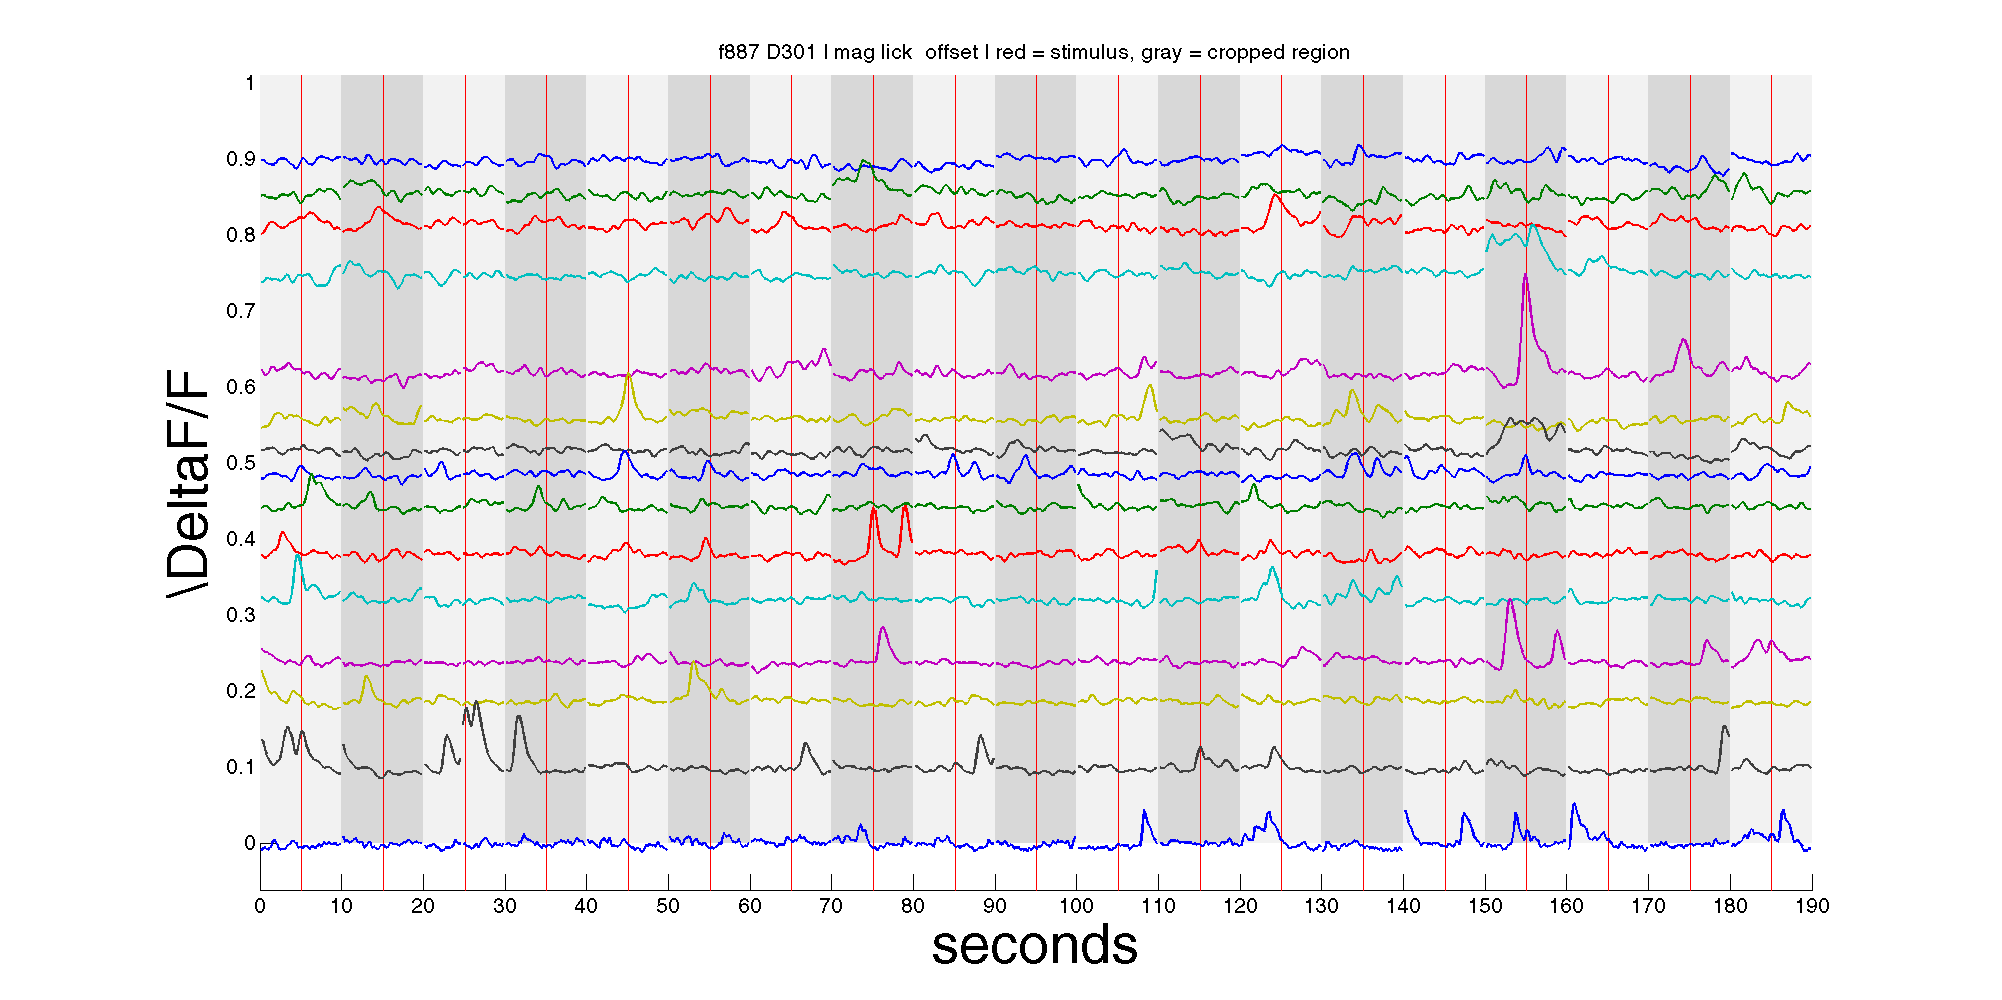 f887 D301 | mag lick  offset | red = stimulus, gray = cropped region
1
0.9
0.8
0.7
0.6
0.5
0.4
0.3
0.2
0.1
0
\DeltaF/F
0 10 20 30 40 50 60 70 80 90 100 110 120 130 140 150 160 170 180 190
seconds